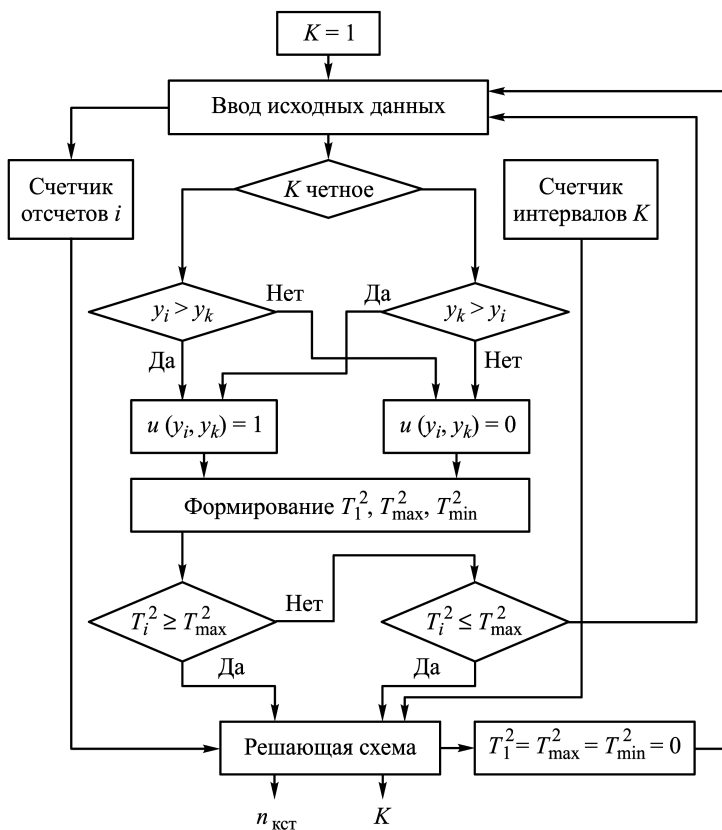 K = 1
Ввод исходных данных
Счетчик
отсчетов i
K четное
Счетчик
интервалов K
y_i > y_k
Нет
Да
y_k > y_i
Да
Нет
u (y_i, y_k) = 1
u (y_i, y_k) = 0
Формирование T_1^2, T_max^2, T_min^2
T_i^2 ≥ T_max^2
Нет
T_i^2 ≤ T_max^2
Да
Да
Решающая схема
T_1^2 = T_max^2 = T_min^2 = 0
n_кст
K